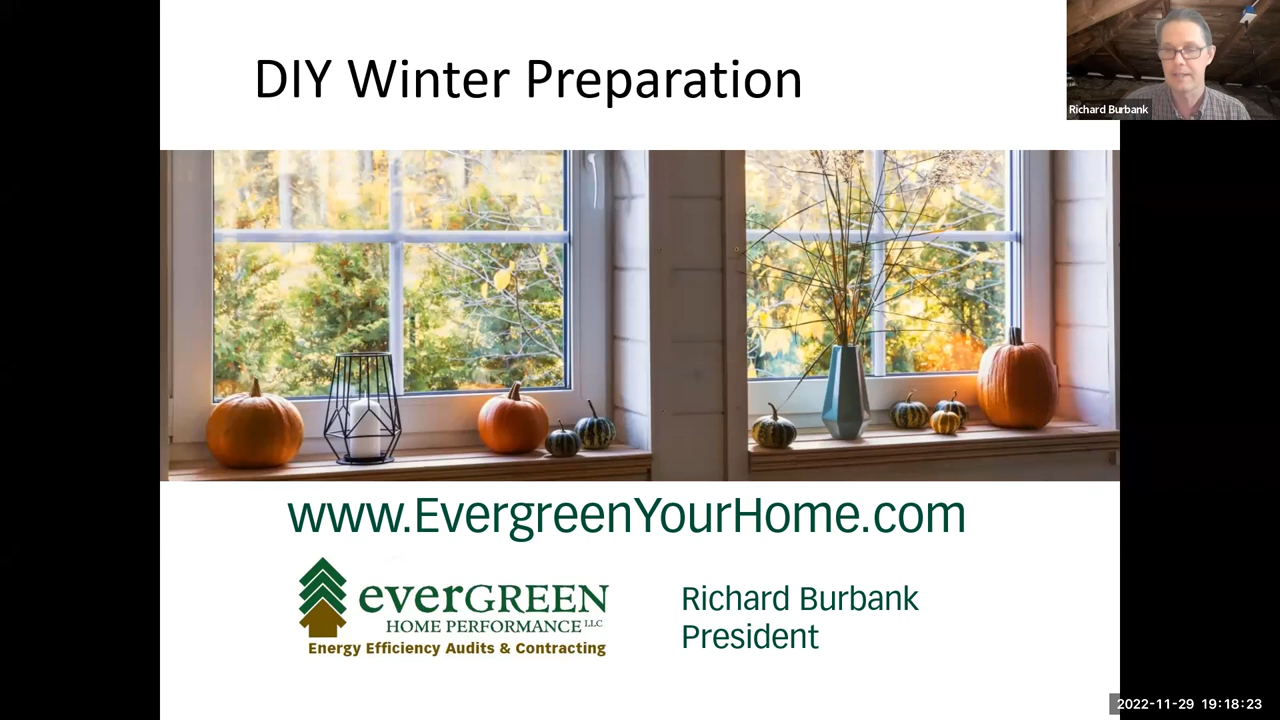 DIY Winter Preparation
Richard Burbank
www.EvergreenYourHome.com
everGREEN
HOME PERFORMANCE LLC
Energy Efficiency Audits & Contracting
Richard Burbank
President
2022-11-29 19:18:23